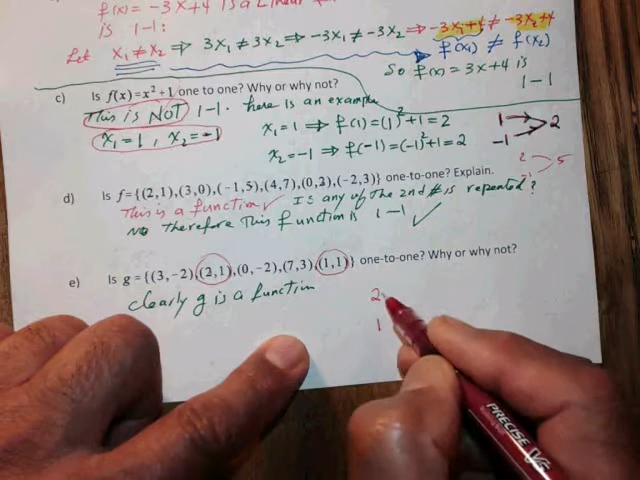 f(x) = -3x+4 is a Linear
is 1-1:
Let x₁ ≠ x₂ ⇒ 3x₁ ≠ 3x₂ ⇒ -3x₁ ≠ -3x₂ ⇒ -3x₁+4 ≠ -3x₂+4
f(x₁) ≠ f(x₂)
So f(x) = 3x+4 is
1-1
c) Is f(x)=x²+1 one to one? Why or why not?
This is NOT 1-1. here is an example
x₁=1, x₂=-1
x₁=1 ⇒ f(1)=(1)²+1=2
x₂=-1 ⇒ f(-1)=(-1)²+1=2
1
-1
2
2
5
d) Is f={(2,1),(3,0),(-1,5),(4,7),(0,2),(-2,3)} one-to-one? Explain.
This is a function ✓ Is any of the 2nd #s repeated?
No Therefore This function is 1-1 ✓
e) Is g={(3,-2),(2,1),(0,-2),(7,3),(1,1)} one-to-one? Why or why not?
clearly g is a function
2
1
PRECISE V5